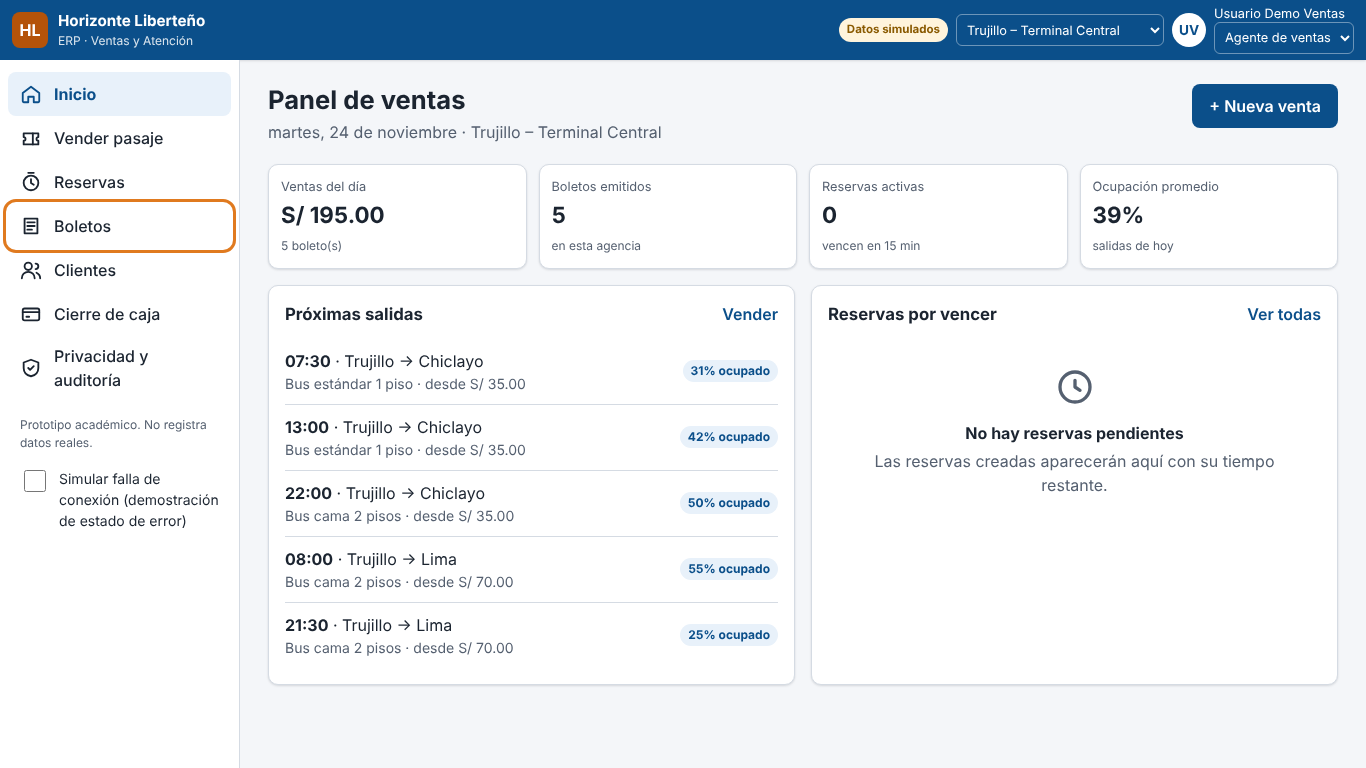 HL
Horizonte Liberteño
ERP · Ventas y Atención
Datos simulados
Trujillo – Terminal Central
UV
Usuario Demo Ventas
Agente de ventas
Inicio
Vender pasaje
Reservas
Boletos
Clientes
Cierre de caja
Privacidad y
auditoría
Prototipo académico. No registra
datos reales.
Simular falla de
conexión (demostración
de estado de error)
Panel de ventas
martes, 24 de noviembre · Trujillo – Terminal Central
+ Nueva venta
Ventas del día
S/ 195.00
5 boleto(s)
Boletos emitidos
5
en esta agencia
Reservas activas
0
vencen en 15 min
Ocupación promedio
39%
salidas de hoy
Próximas salidas
Vender
07:30 · Trujillo → Chiclayo
Bus estándar 1 piso · desde S/ 35.00
31% ocupado
13:00 · Trujillo → Chiclayo
Bus estándar 1 piso · desde S/ 35.00
42% ocupado
22:00 · Trujillo → Chiclayo
Bus cama 2 pisos · desde S/ 35.00
50% ocupado
08:00 · Trujillo → Lima
Bus cama 2 pisos · desde S/ 70.00
55% ocupado
21:30 · Trujillo → Lima
Bus cama 2 pisos · desde S/ 70.00
25% ocupado
Reservas por vencer
Ver todas
No hay reservas pendientes
Las reservas creadas aparecerán aquí con su tiempo
restante.